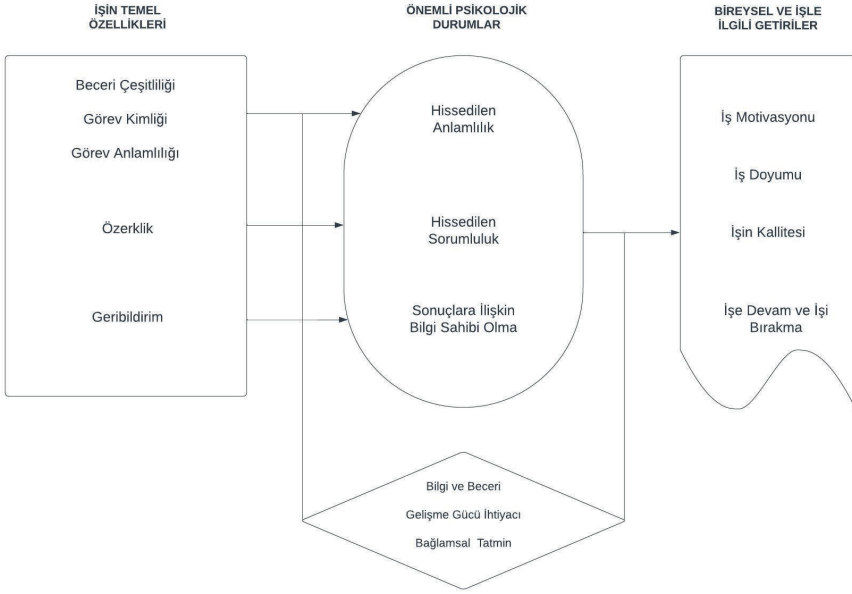 İŞİN TEMEL
ÖZELLİKLERİ
Beceri Çeşitliliği
Görev Kimliği
Görev Anlamlılığı
Özerklik
Geribildirim
ÖNEMLİ PSİKOLOJİK
DURUMLAR
Hissedilen
Anlamlılık
Hissedilen
Sorumluluk
Sonuçlara İlişkin
Bilgi Sahibi Olma
BİREYSEL VE İŞLE
İLGİLİ GETİRİLER
İş Motivasyonu
İş Doyumu
İşin Kallitesi
İşe Devam ve İşi
Bırakma
Bilgi ve Beceri
Gelişme Gücü İhtiyacı
Bağlamsal Tatmin